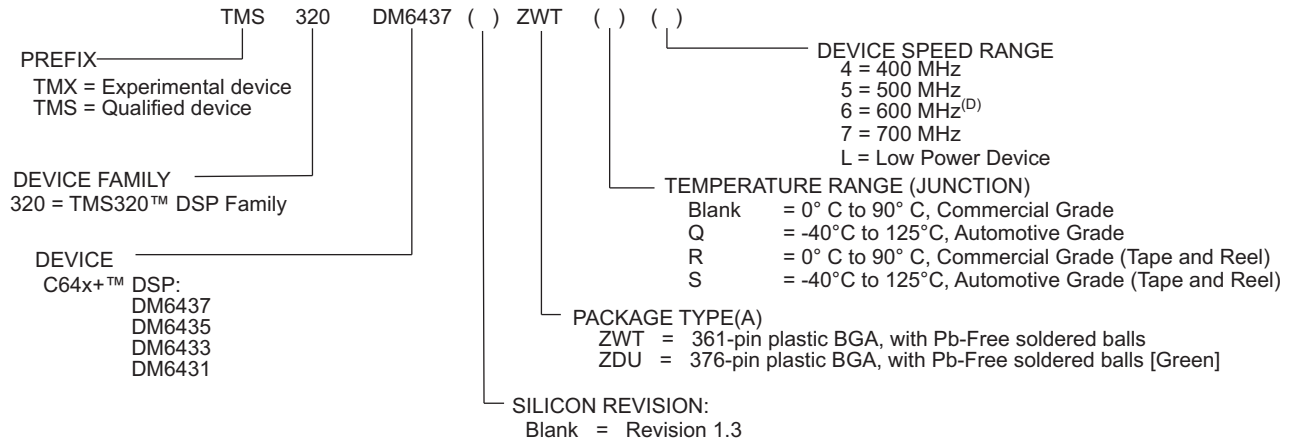 TMS 320 DM6437 ( ) ZWT ( ) ( )
PREFIX
TMX = Experimental device
TMS = Qualified device
DEVICE SPEED RANGE
4 = 400 MHz
5 = 500 MHz
6 = 600 MHz(D)
7 = 700 MHz
L = Low Power Device
DEVICE FAMILY
320 = TMS320™ DSP Family
TEMPERATURE RANGE (JUNCTION)
Blank = 0° C to 90° C, Commercial Grade
Q = -40°C to 125°C, Automotive Grade
R = 0° C to 90° C, Commercial Grade (Tape and Reel)
S = -40°C to 125°C, Automotive Grade (Tape and Reel)
DEVICE
C64x+™ DSP:
DM6437
DM6435
DM6433
DM6431
PACKAGE TYPE(A)
ZWT = 361-pin plastic BGA, with Pb-Free soldered balls
ZDU = 376-pin plastic BGA, with Pb-Free soldered balls [Green]
SILICON REVISION:
Blank = Revision 1.3